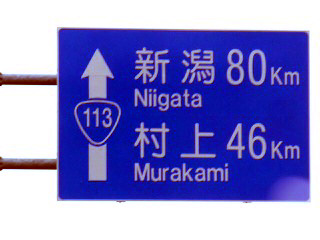 新潟 80Km
Niigata
113
村上 46Km
Murakami